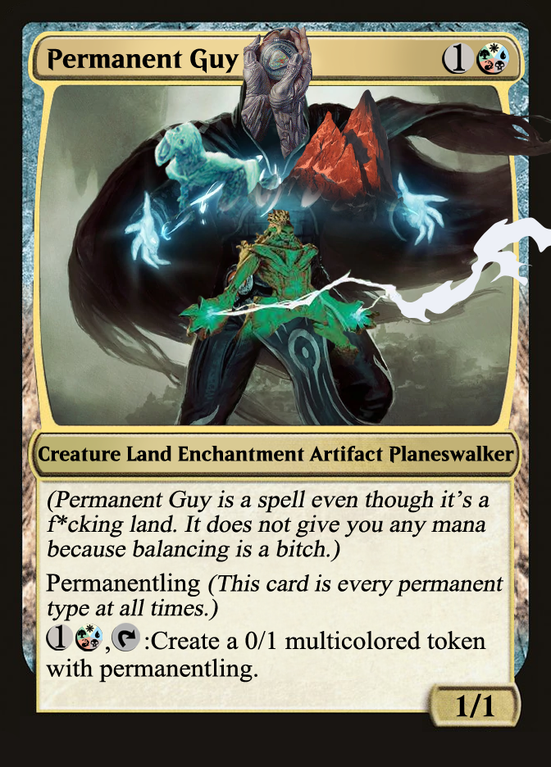 Permanent Guy 1
Creature Land Enchantment Artifact Planeswalker
(Permanent Guy is a spell even though it's a
f*cking land. It does not give you any mana
because balancing is a bitch.)
Permanentling (This card is every permanent
type at all times.)
1 , :Create a 0/1 multicolored token
with permanentling.
1/1